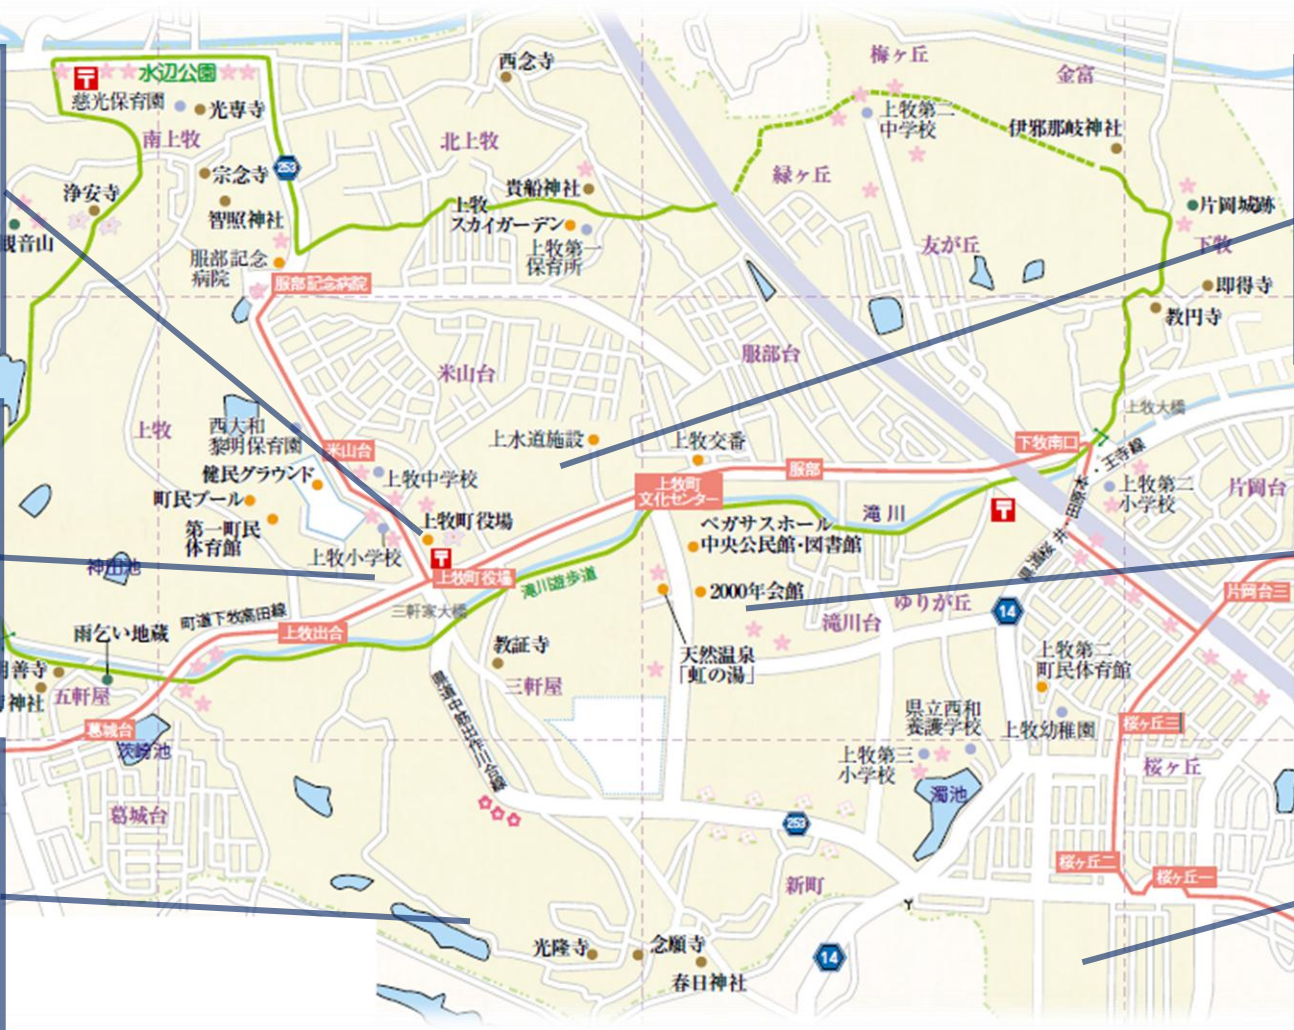 西念寺
梅ヶ丘
金富
水辺公園
慈光保育園
光専寺
上牧第二
中学校
伊邪那岐神社
南上牧
北上牧
253
宗念寺
緑ヶ丘
浄安寺
貴船神社
智照神社
上牧
スカイガーデン
片岡城跡
観音山
上牧第一
保育所
友が丘
下牧
服部記念
病院
服部記念病院
即得寺
教円寺
服部台
米山台
上牧大橋
上牧
西大和
黎明保育園
米山台
上水道施設
上牧交番
下牧南口
服部
健民グラウンド
上牧中学校
上牧町
文化センター
上牧第二
小学校
片岡台
町民プール
第一町民
体育館
上牧町役場
ペガサスホール
中央公民館・図書館
滝川
上牧小学校
神田池
上牧町役場
滝川遊歩道
2000年会館
片岡台三
ゆりが丘
14
町道下牧高田線
三軒家大橋
雨乞い地蔵
上牧出合
滝川台
教証寺
天然温泉
「虹の湯」
上牧第二
町民体育館
善寺
神社
五軒屋
三軒屋
葛城台
茨崎池
県立西和
養護学校
上牧幼稚園
桜ヶ丘三
上牧第三
小学校
桜ヶ丘
濁池
葛城台
253
桜ヶ丘二
桜ヶ丘一
新町
光隆寺
念願寺
春日神社
14